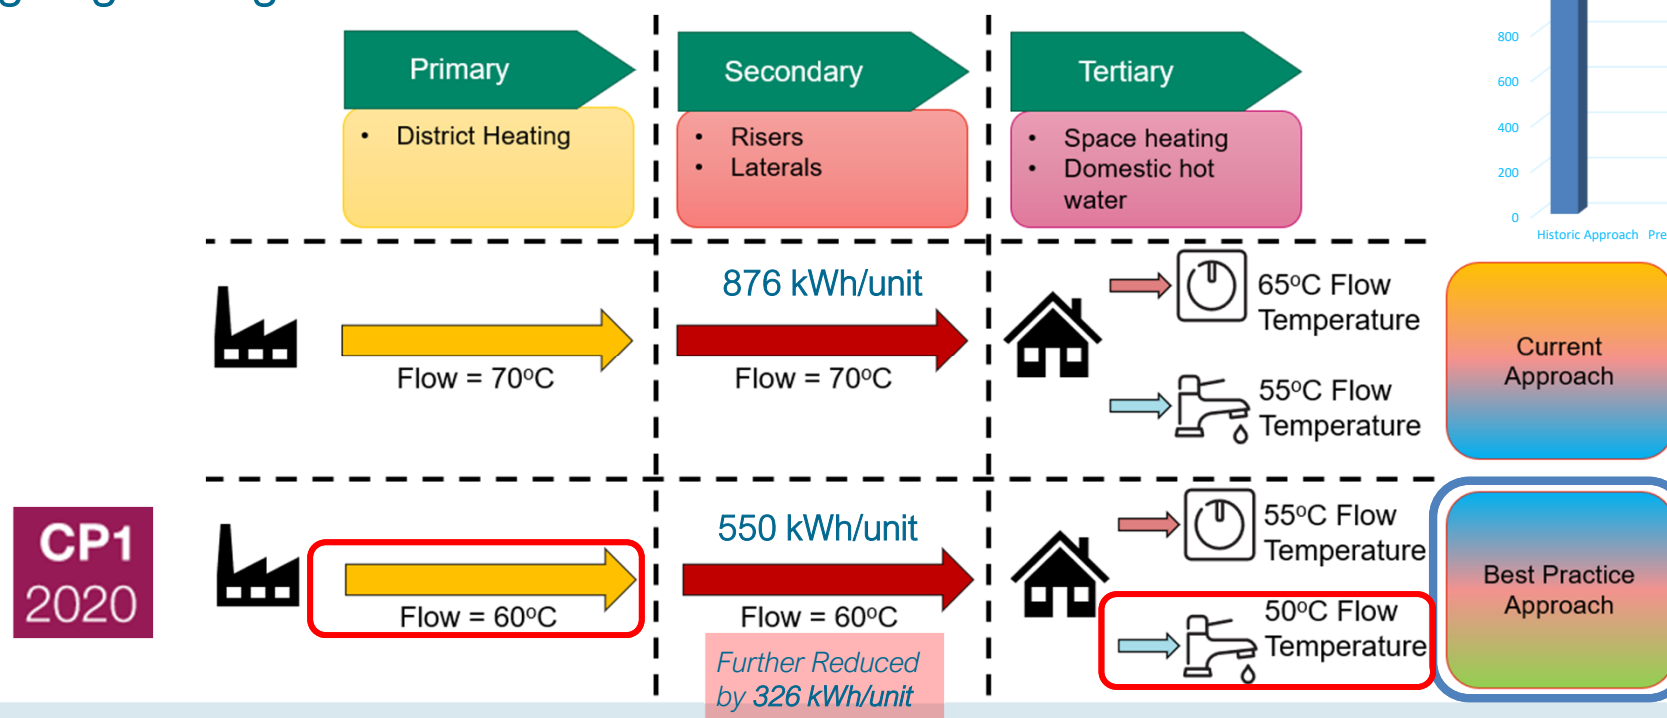 Primary
Secondary
Tertiary
• District Heating
• Risers
• Laterals
• Space heating
• Domestic hot
water
800
600
400
200
0
Historic Approach
876 kWh/unit
Flow = 70°C
Flow = 70°C
65°C Flow
Temperature
55°C Flow
Temperature
Current
Approach
CP1
2020
550 kWh/unit
Flow = 60°C
Flow = 60°C
Further Reduced
by 326 kWh/unit
55°C Flow
Temperature
50°C Flow
Temperature
Best Practice
Approach